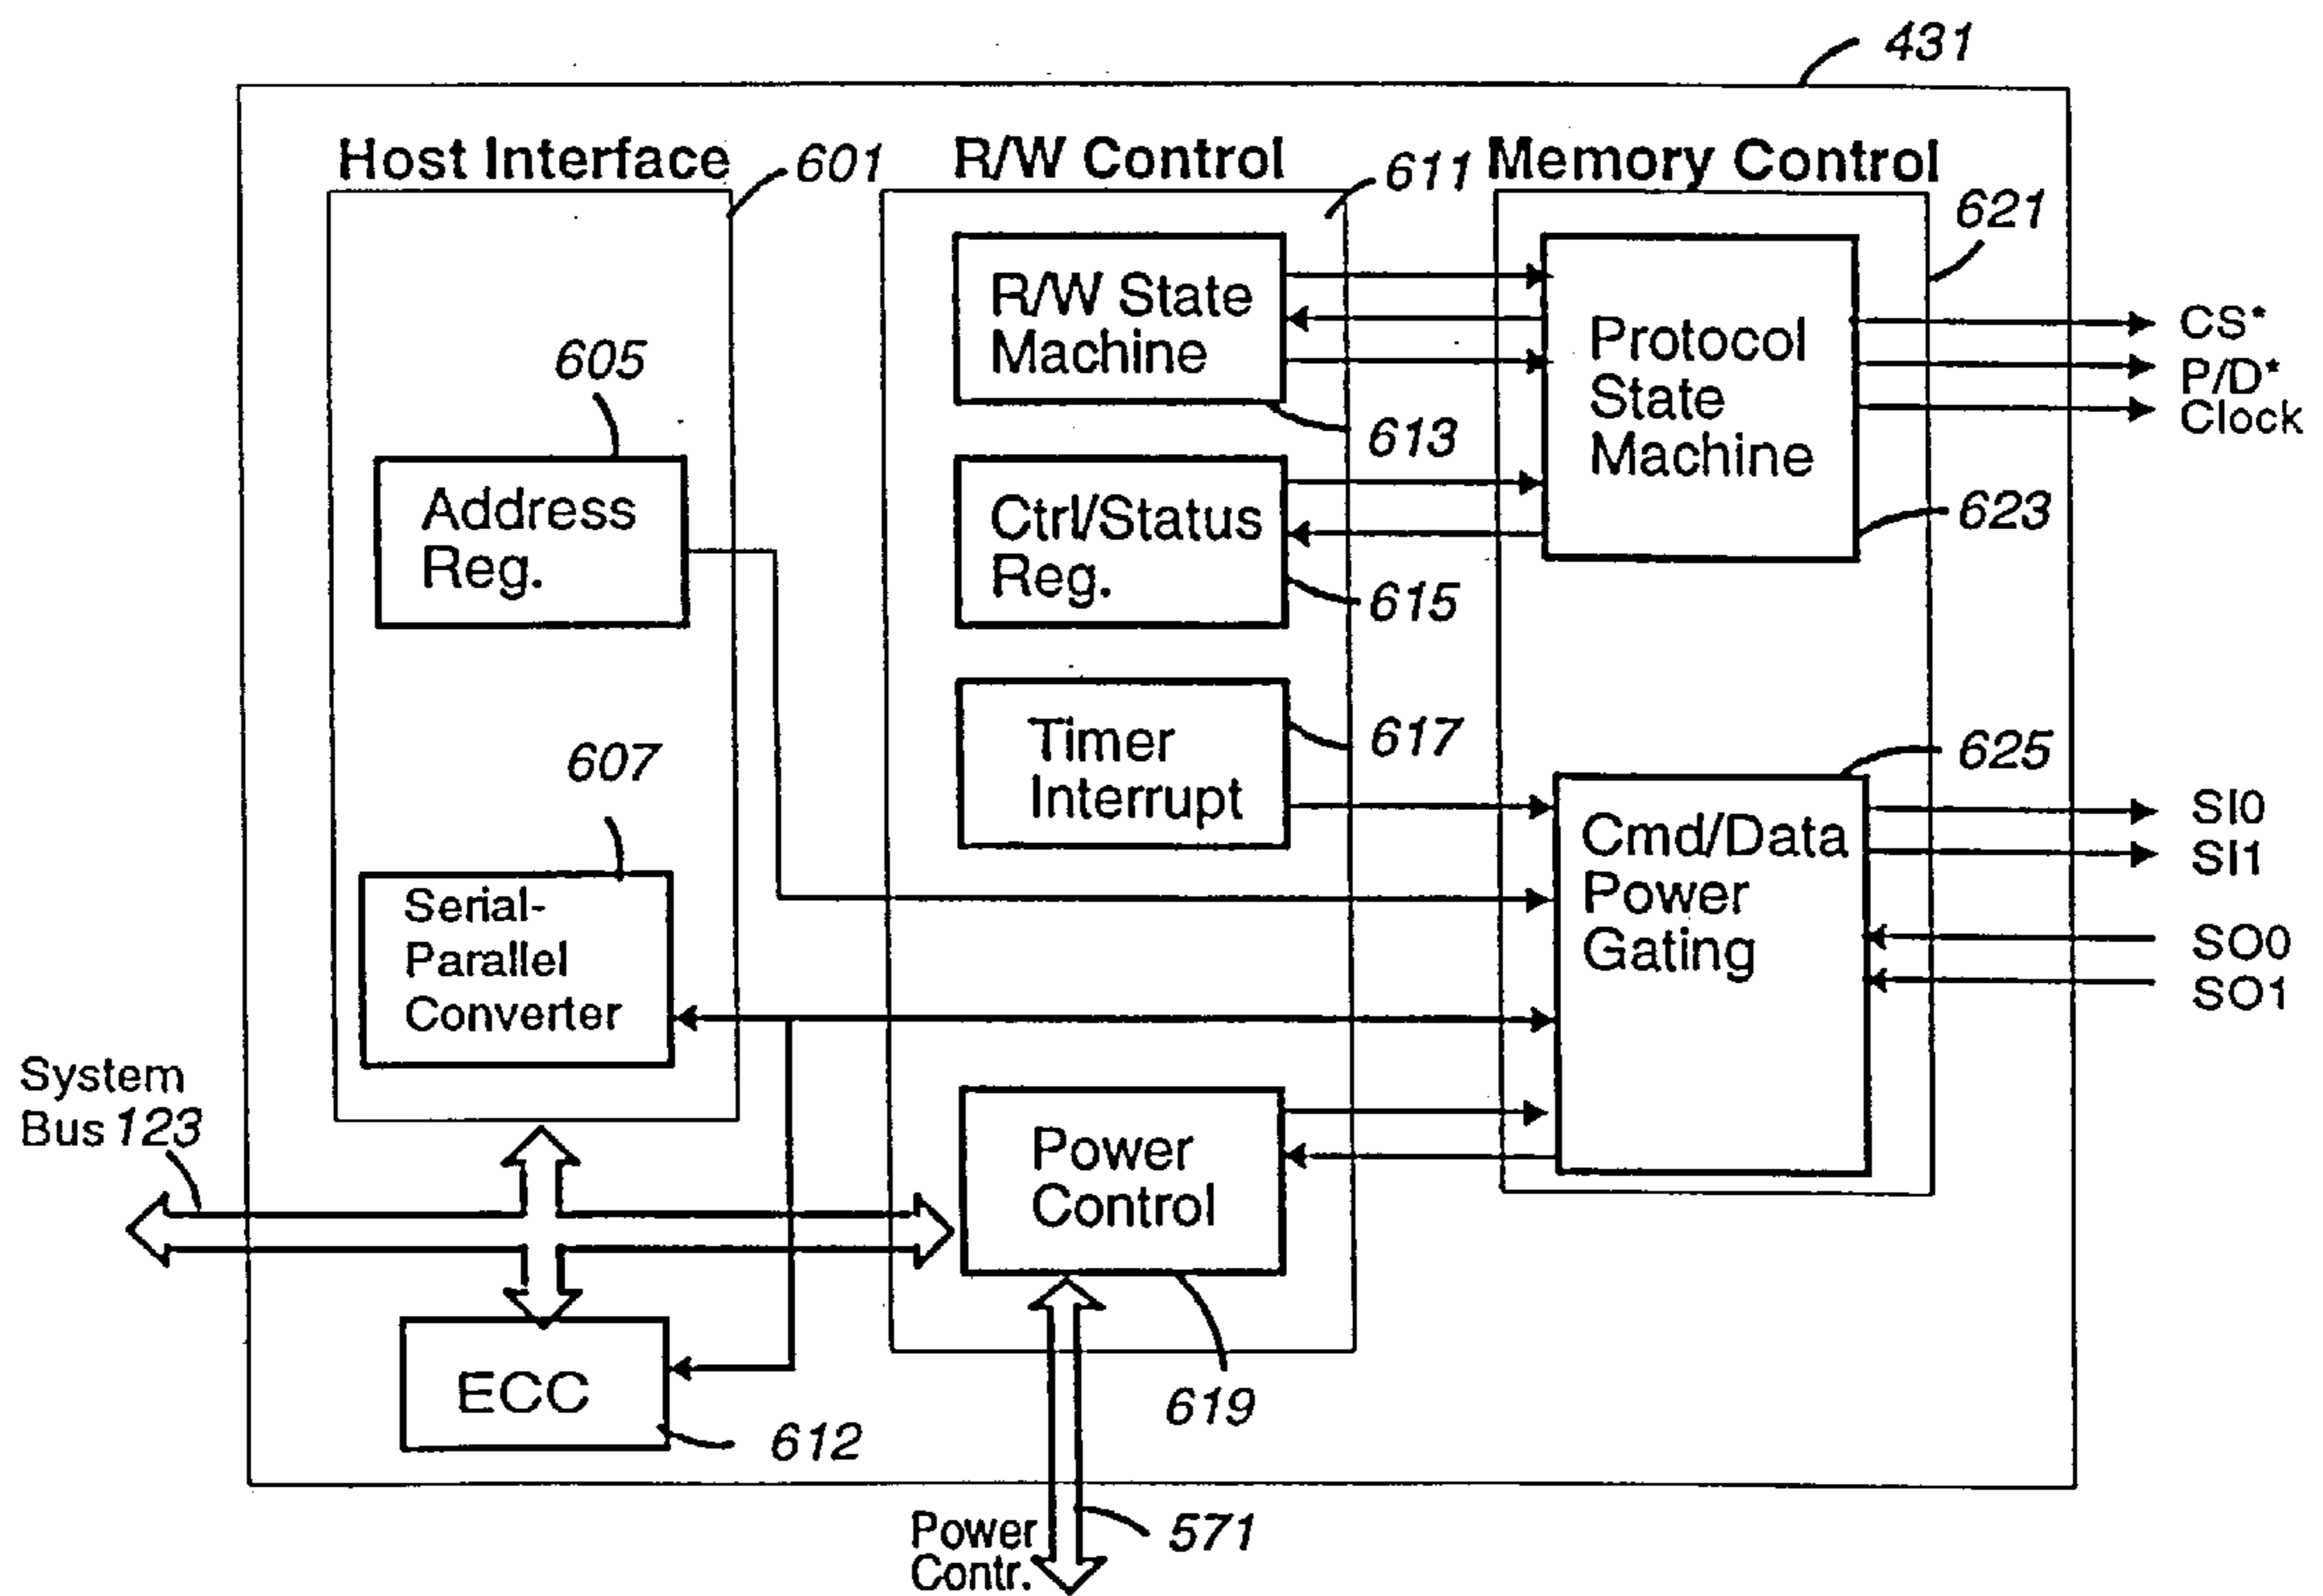 431
Host Interface
601
R/W Control
611
Memory Control
621
R/W State
Machine
613
Protocol
State
Machine
623
CS*
P/D*
Clock
605
Address
Reg.
Ctrl/Status
Reg.
615
Timer
Interrupt
617
625
Cmd/Data
Power
Gating
SI0
SI1
SO0
SO1
607
Serial-
Parallel
Converter
System
Bus 123
Power
Control
619
ECC
612
Power
Contr.
571